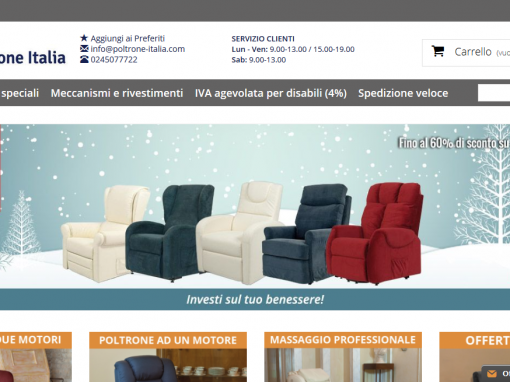 Aggiungi ai Preferiti
info@poltrone-italia.com
0245077722
one Italia
SERVIZIO CLIENTI
Lun - Ven: 9.00-13.00 / 15.00-19.00
Sab: 9.00-13.00
Carrello (vuo
speciali Meccanismi e rivestimenti IVA agevolata per disabili (4%) Spedizione veloce
Fino al 60% di sconto su
Investi sul tuo benessere!
DUE MOTORI POLTRONE AD UN MOTORE MASSAGGIO PROFESSIONALE OFFERT